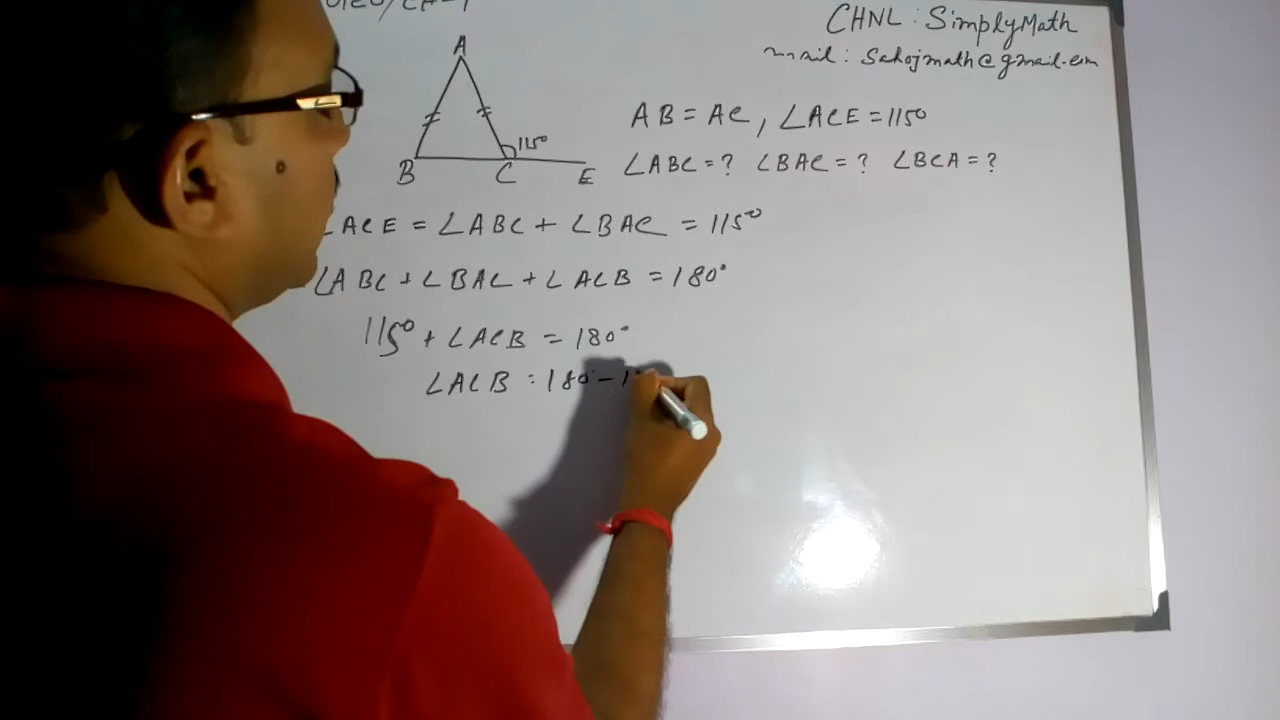 CHNL : SimplyMath
mail : Sahojmath@gmail.com
A
115°
B C E
AB = AC, ∠ACE = 115°
∠ABC = ? ∠BAC = ? ∠BCA = ?
∠ACE = ∠ABC + ∠BAC = 115°
∠ABC + ∠BAC + ∠ACB = 180°
115° + ∠ACB = 180°
∠ACB = 180 - 1